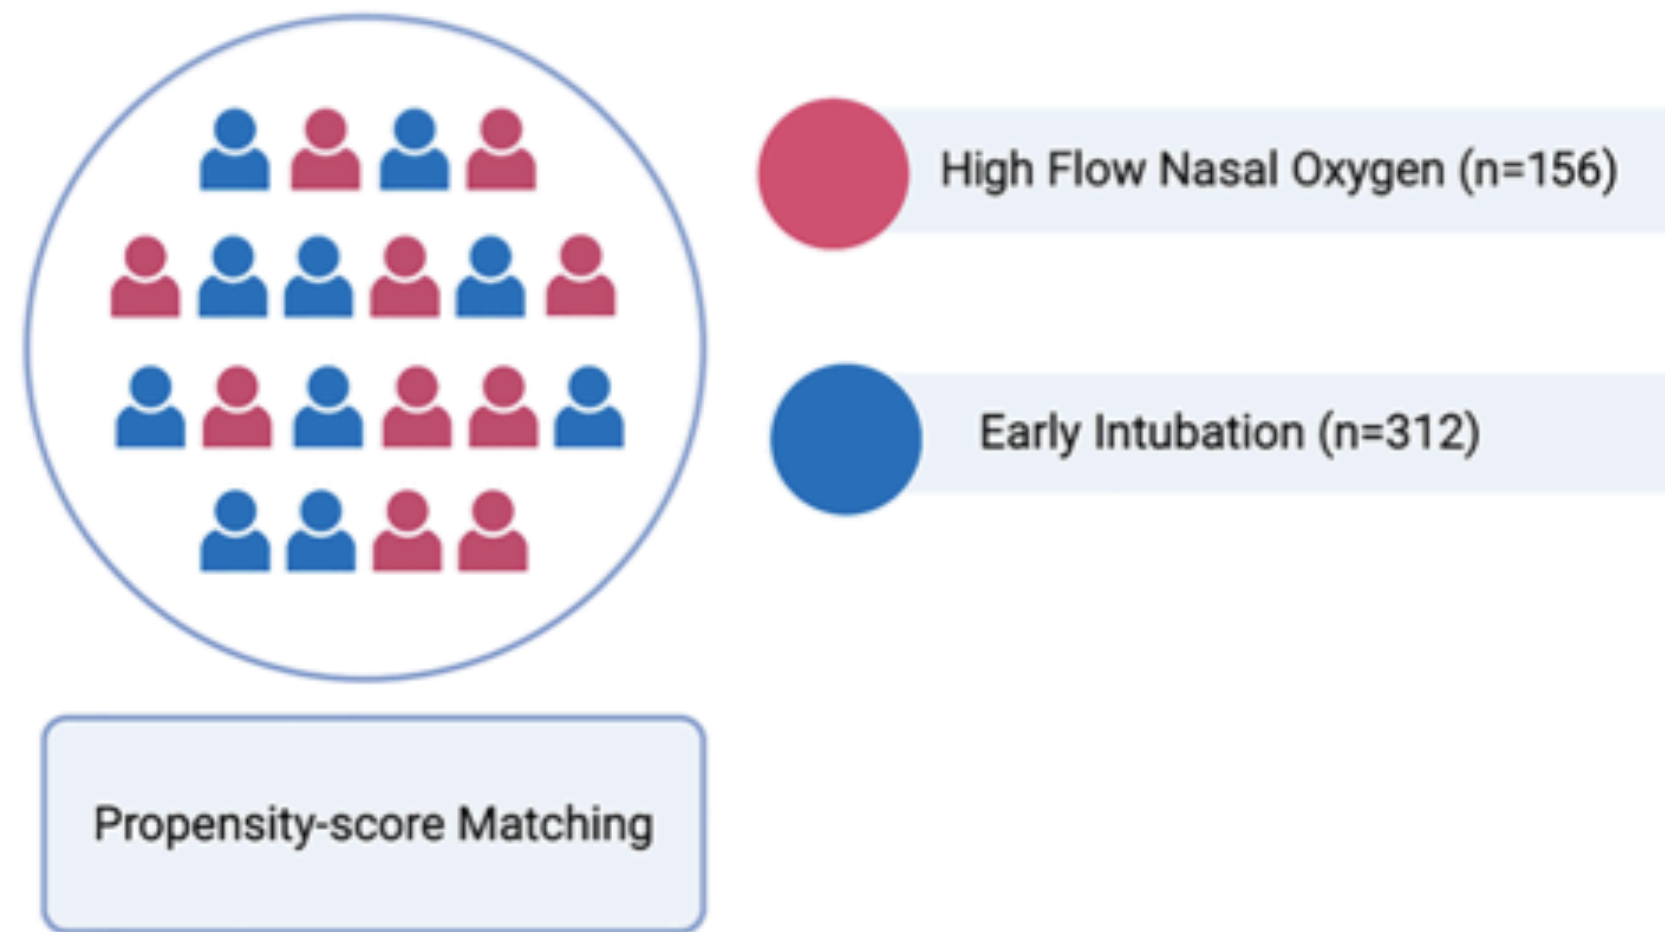 High Flow Nasal Oxygen (n=156)
Early Intubation (n=312)
Propensity-score Matching